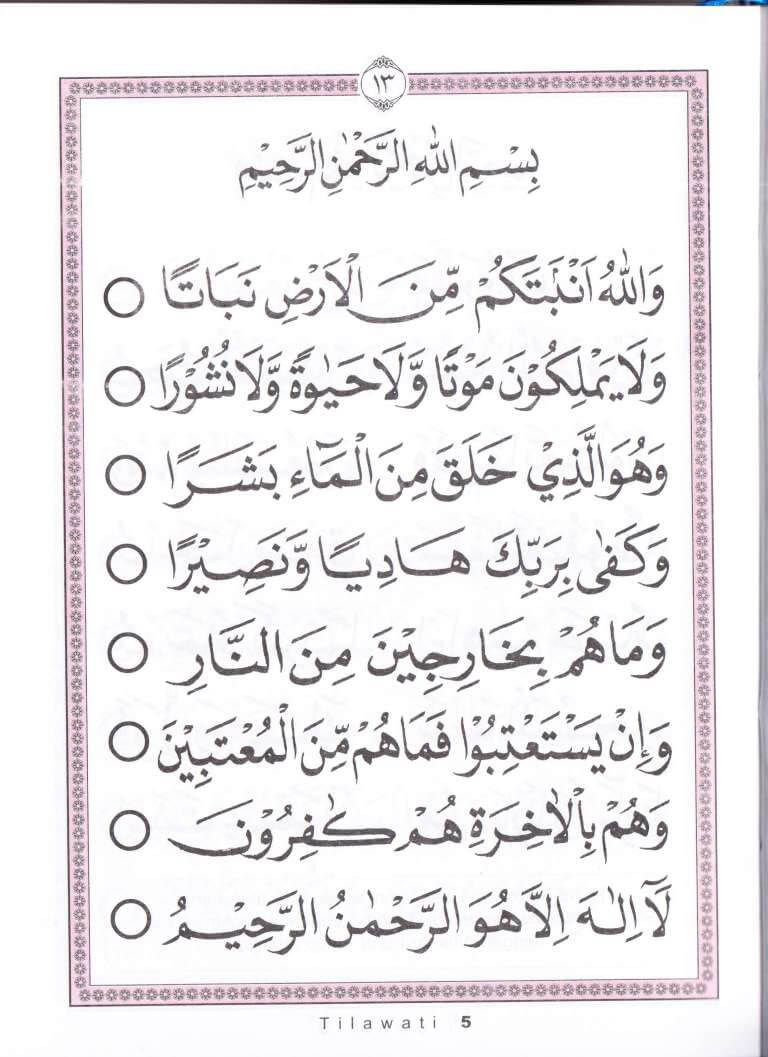 ١٣
بِسْمِ اللهِ الرَّحْمٰنِ الرَّحِيْمِ
وَاللهُ اَنْبَتَكُمْ مِّنَ الْاَرْضِ نَبَاتًا
وَلَا يَمْلِكُوْنَ مَوْتًا وَّلَا حَيٰوةً وَّلَا نُشُوْرًا
وَهُوَ الَّذِيْ خَلَقَ مِنَ الْمَآءِ بَشَرًا
وَكَفٰى بِرَبِّكَ هَادِيًا وَّنَصِيْرًا
وَمَا هُمْ بِخَارِجِيْنَ مِنَ النَّارِ
وَاِنْ يَسْتَعْتِبُوْا فَمَا هُمْ مِّنَ الْمُعْتَبِيْنَ
وَهُمْ بِالْاٰخِرَةِ هُمْ كٰفِرُوْنَ
لَآ اِلٰهَ اِلَّا هُوَ الرَّحْمٰنُ الرَّحِيْمُ
Tilawati 5